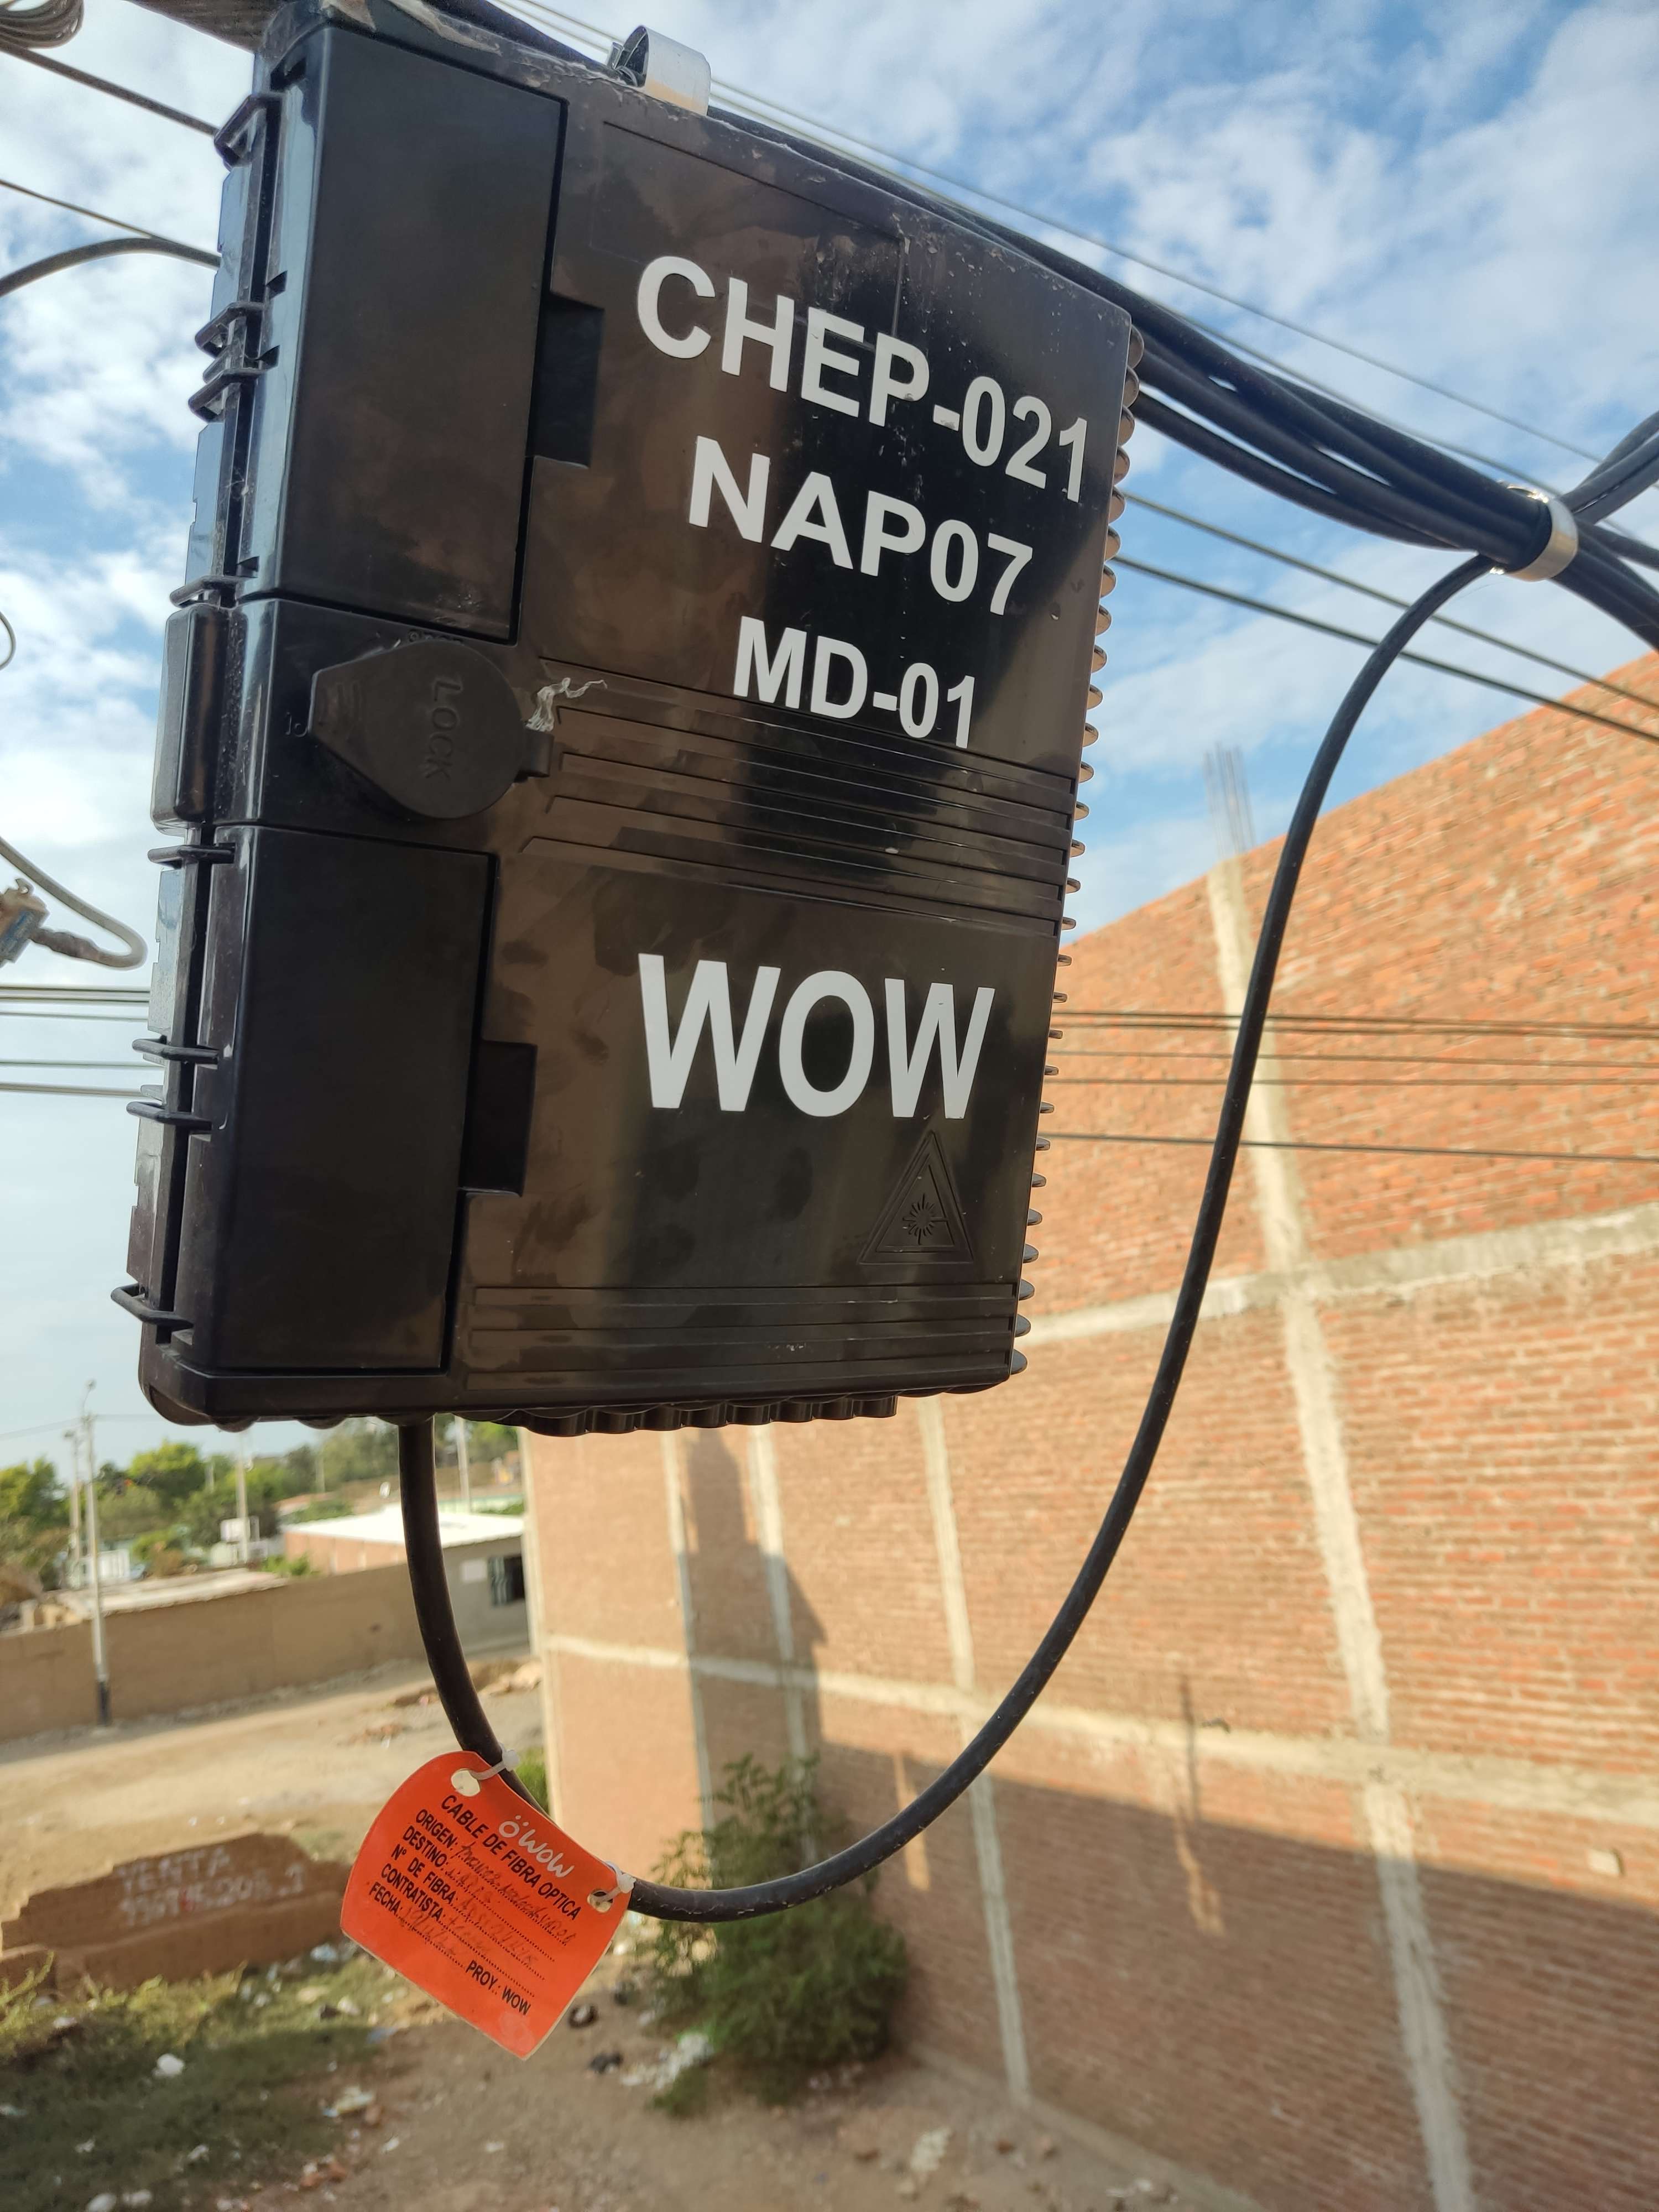 CHEP-021
NAP07
MD-01
LOCK
WOW
WOW
CABLE DE FIBRA OPTICA
ORIGEN:
DESTINO:
N° DE FIBRA:
CONTRATISTA:
FECHA:
PROY.: WOW
VENTA